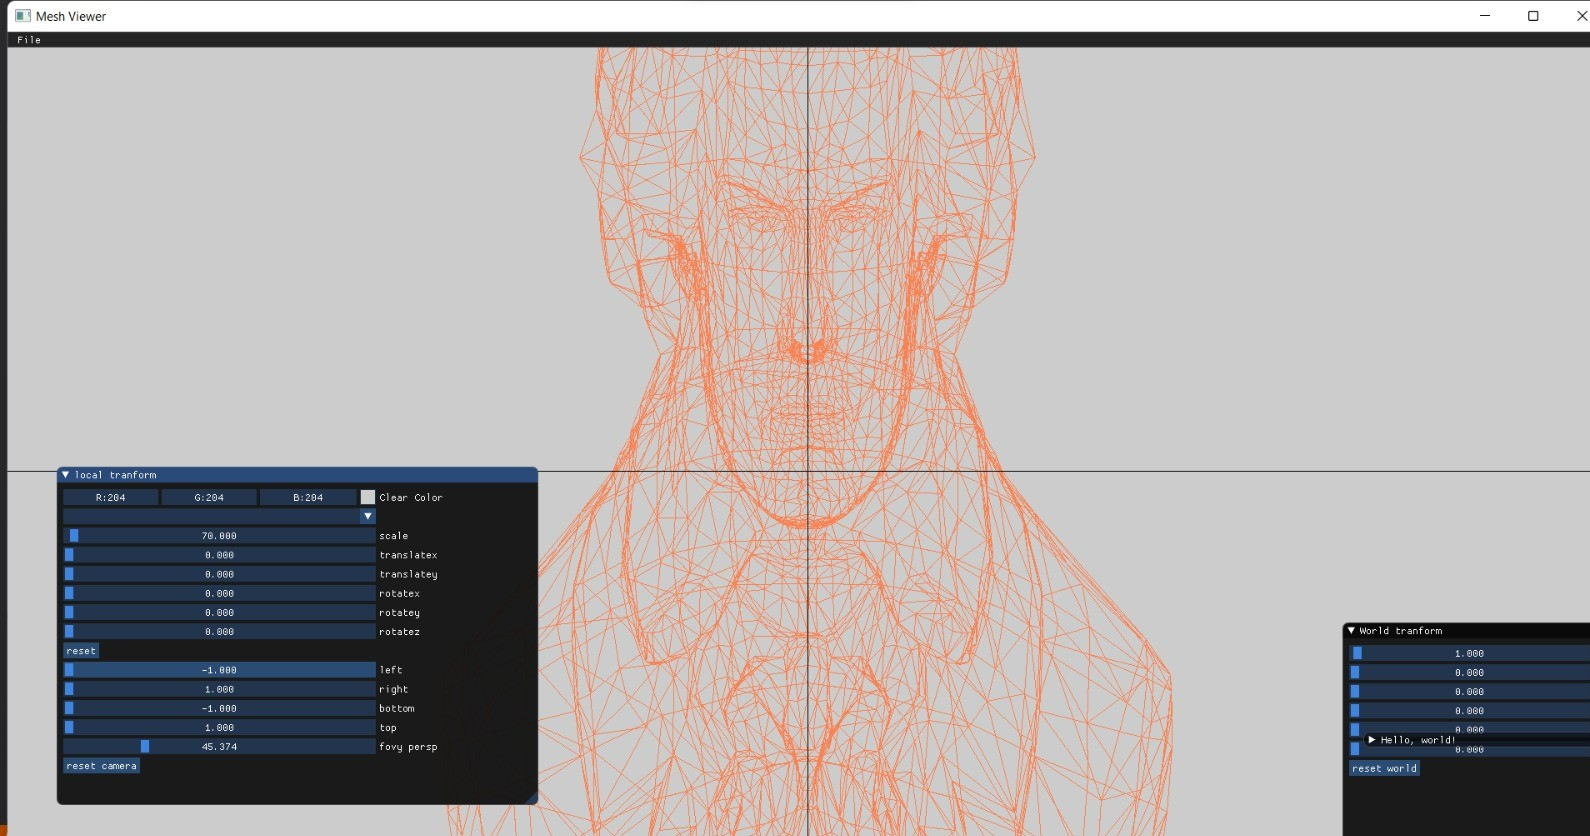 Mesh Viewer
File
local tranform
R:204 G:204 B:204 Clear Color
70.000 scale
0.000 translatex
0.000 translatey
0.000 rotatex
0.000 rotatey
0.000 rotatez
reset
-1.000 left
1.000 right
-1.000 bottom
1.000 top
45.374 fovy persp
reset camera
World tranform
1.000
0.000
0.000
0.000
0.000
Hello, world!
0.000
reset world